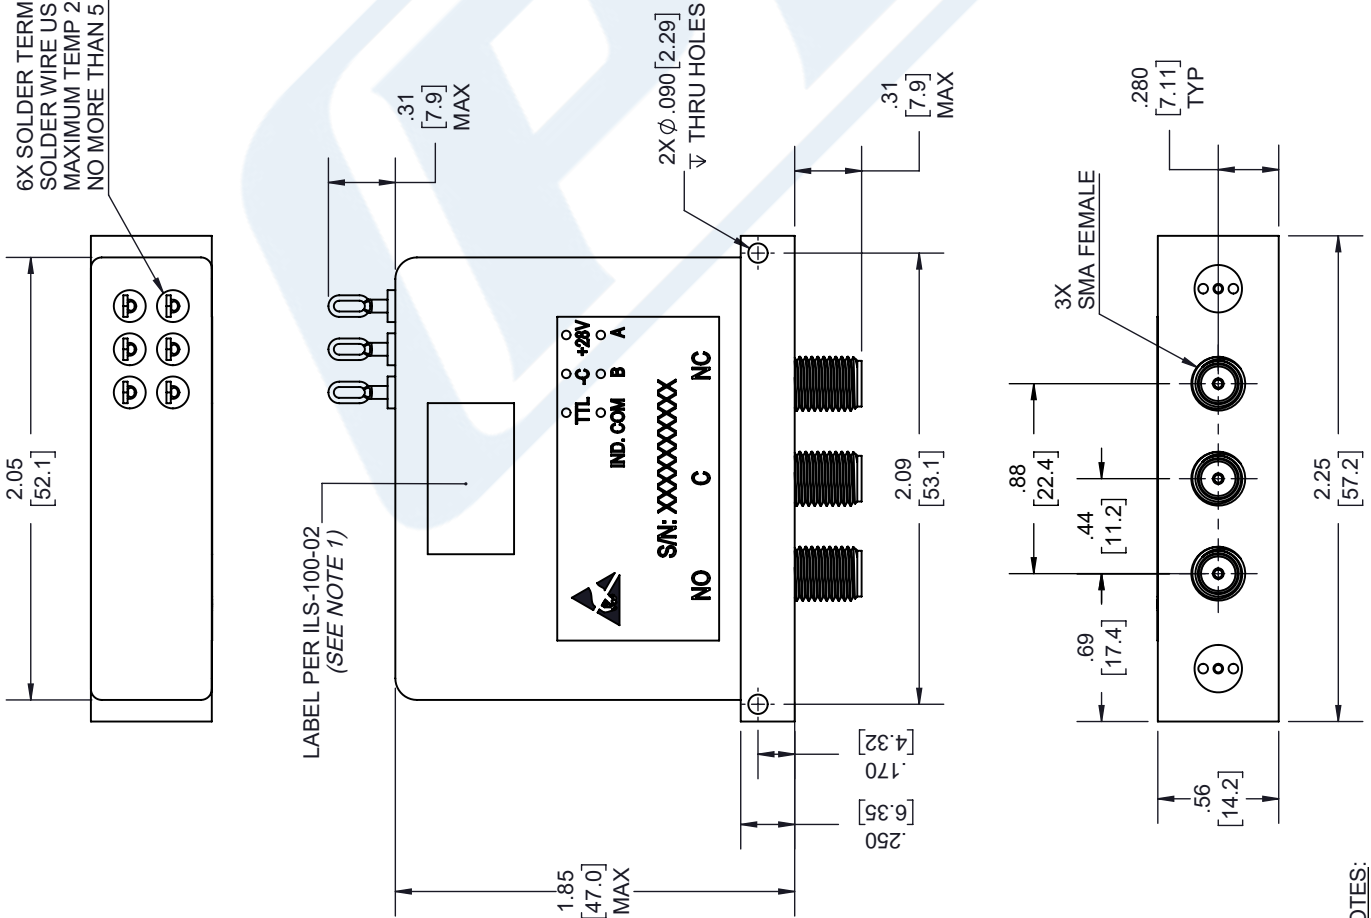 6X SOLDER TERM
SOLDER WIRE US
MAXIMUM TEMP 2
NO MORE THAN 5
2.05
[52.1]
.31
[7.9]
MAX
LABEL PER ILS-100-02
(SEE NOTE 1)
2X ⌀.090[2.29]
↧ THRU HOLES
TTL -C +28V
IND. COM B A
S/N: XXXXXXXXXX
NO C NC
.31
[7.9]
MAX
2.09
[53.1]
.170
[4.32]
.250
[6.35]
1.85
[47.0]
MAX
3X
SMA FEMALE
.280
[7.11]
TYP
.88
[22.4]
.44
[11.2]
.69
[17.4]
.56
[14.2]
2.25
[57.2]
OTES: